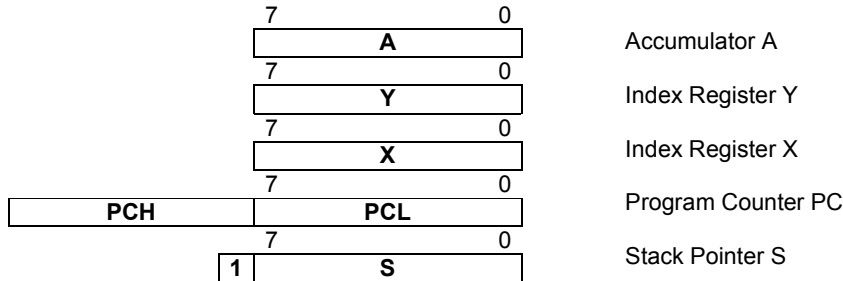 7 0
A Accumulator A
7 0
Y Index Register Y
7 0
X Index Register X
7 0
PCH PCL Program Counter PC
7 0
1 S Stack Pointer S